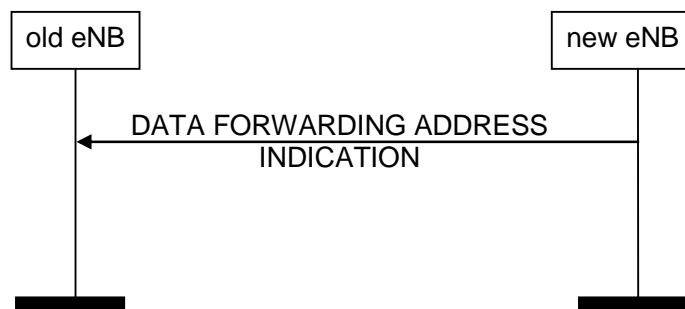 old eNB
new eNB
DATA FORWARDING ADDRESS
INDICATION